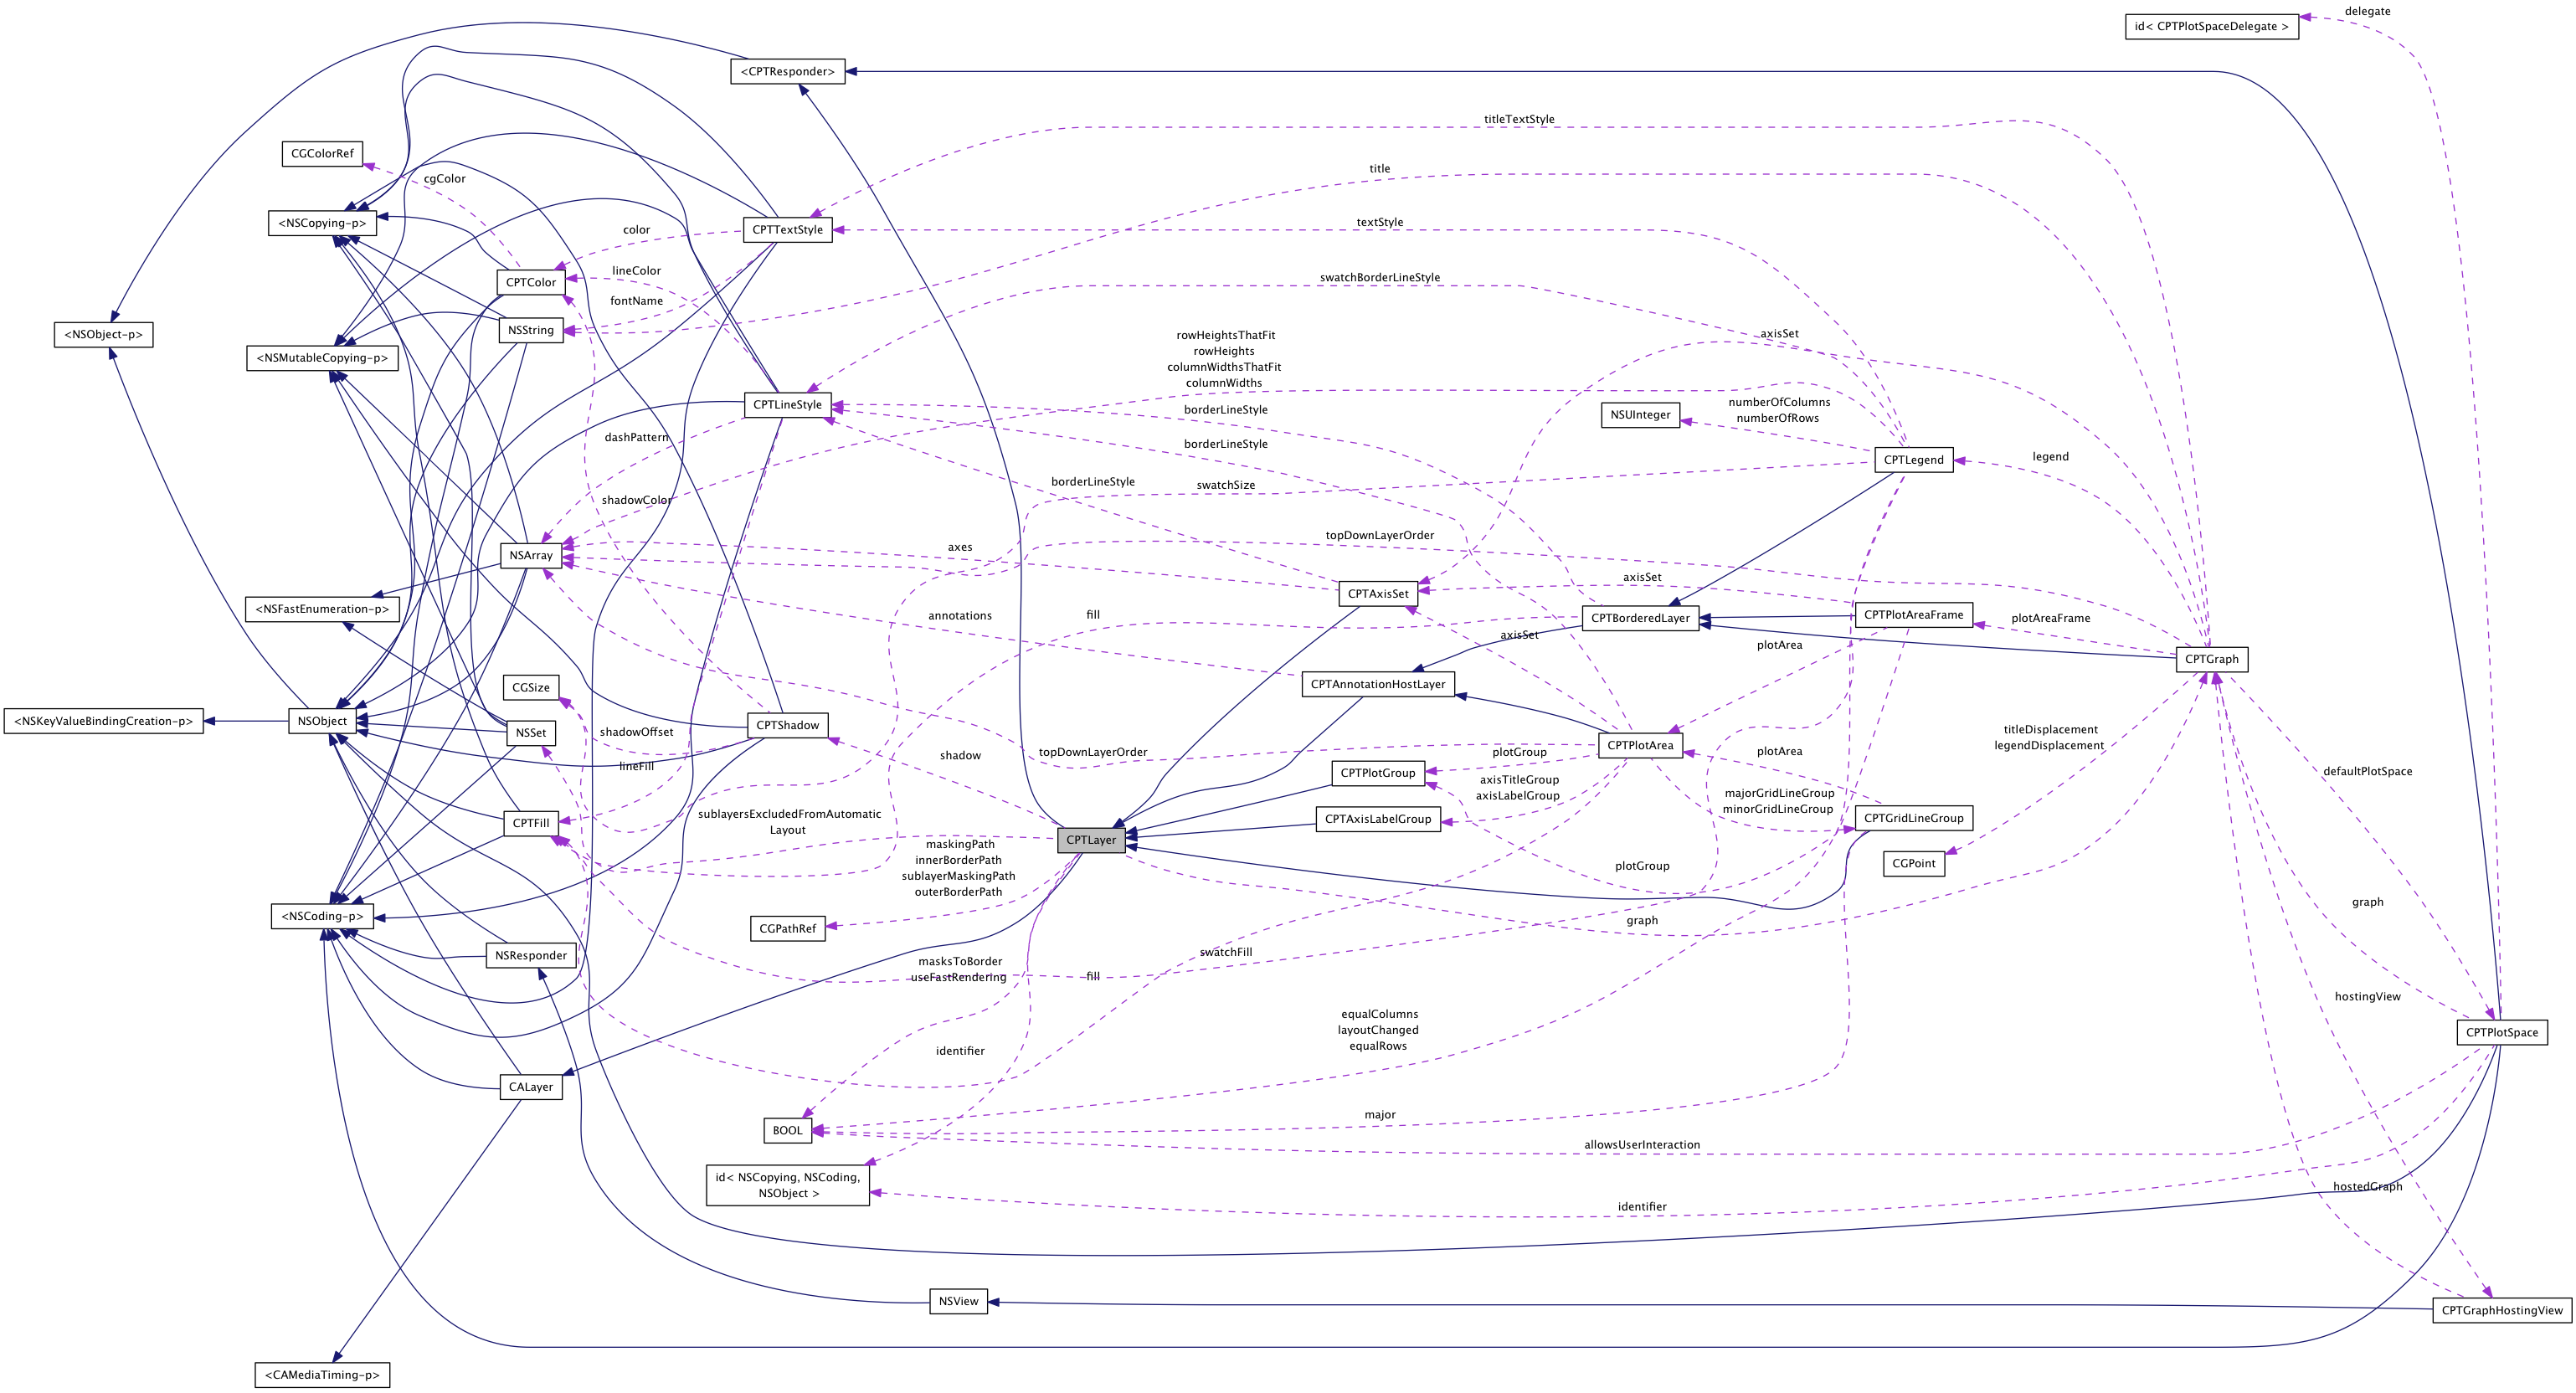 delegate
id< CPTPlotSpaceDelegate >
<CPTResponder>
titleTextStyle
CGColorRef
title
cgColor
<NSCopying-p>
CPTTextStyle
color
textStyle
lineColor
swatchBorderLineStyle
CPTColor
fontName
NSString
<NSObject-p>
rowHeightsThatFit
rowHeights
columnWidthsThatFit
columnWidths
axisSet
<NSMutableCopying-p>
CPTLineStyle
borderLineStyle
NSUInteger
numberOfColumns
numberOfRows
dashPattern
borderLineStyle
CPTLegend
legend
shadowColor
borderLineStyle
swatchSize
NSArray
axes
topDownLayerOrder
axisSet
CPTAxisSet
<NSFastEnumeration-p>
annotations
fill
CPTBorderedLayer
CPTPlotAreaFrame
plotAreaFrame
axisSet
plotArea
CPTGraph
CGSize
CPTAnnotationHostLayer
<NSKeyValueBindingCreation-p>
NSObject
NSSet
CPTShadow
shadowOffset
shadow
topDownLayerOrder
CPTPlotArea
plotGroup
plotArea
titleDisplacement
legendDisplacement
lineFill
CPTPlotGroup
axisTitleGroup
axisLabelGroup
majorGridLineGroup
minorGridLineGroup
defaultPlotSpace
CPTFill
sublayersExcludedFromAutomatic
Layout
CPTLayer
CPTAxisLabelGroup
CPTGridLineGroup
maskingPath
innerBorderPath
sublayerMaskingPath
outerBorderPath
plotGroup
CGPoint
<NSCoding-p>
CGPathRef
graph
graph
NSResponder
masksToBorder
useFastRendering
fill
swatchFill
hostingView
equalColumns
layoutChanged
equalRows
CPTPlotSpace
identifier
CALayer
BOOL
major
allowsUserInteraction
id< NSCopying, NSCoding,
NSObject >
identifier
hostedGraph
NSView
CPTGraphHostingView
<CAMediaTiming-p>